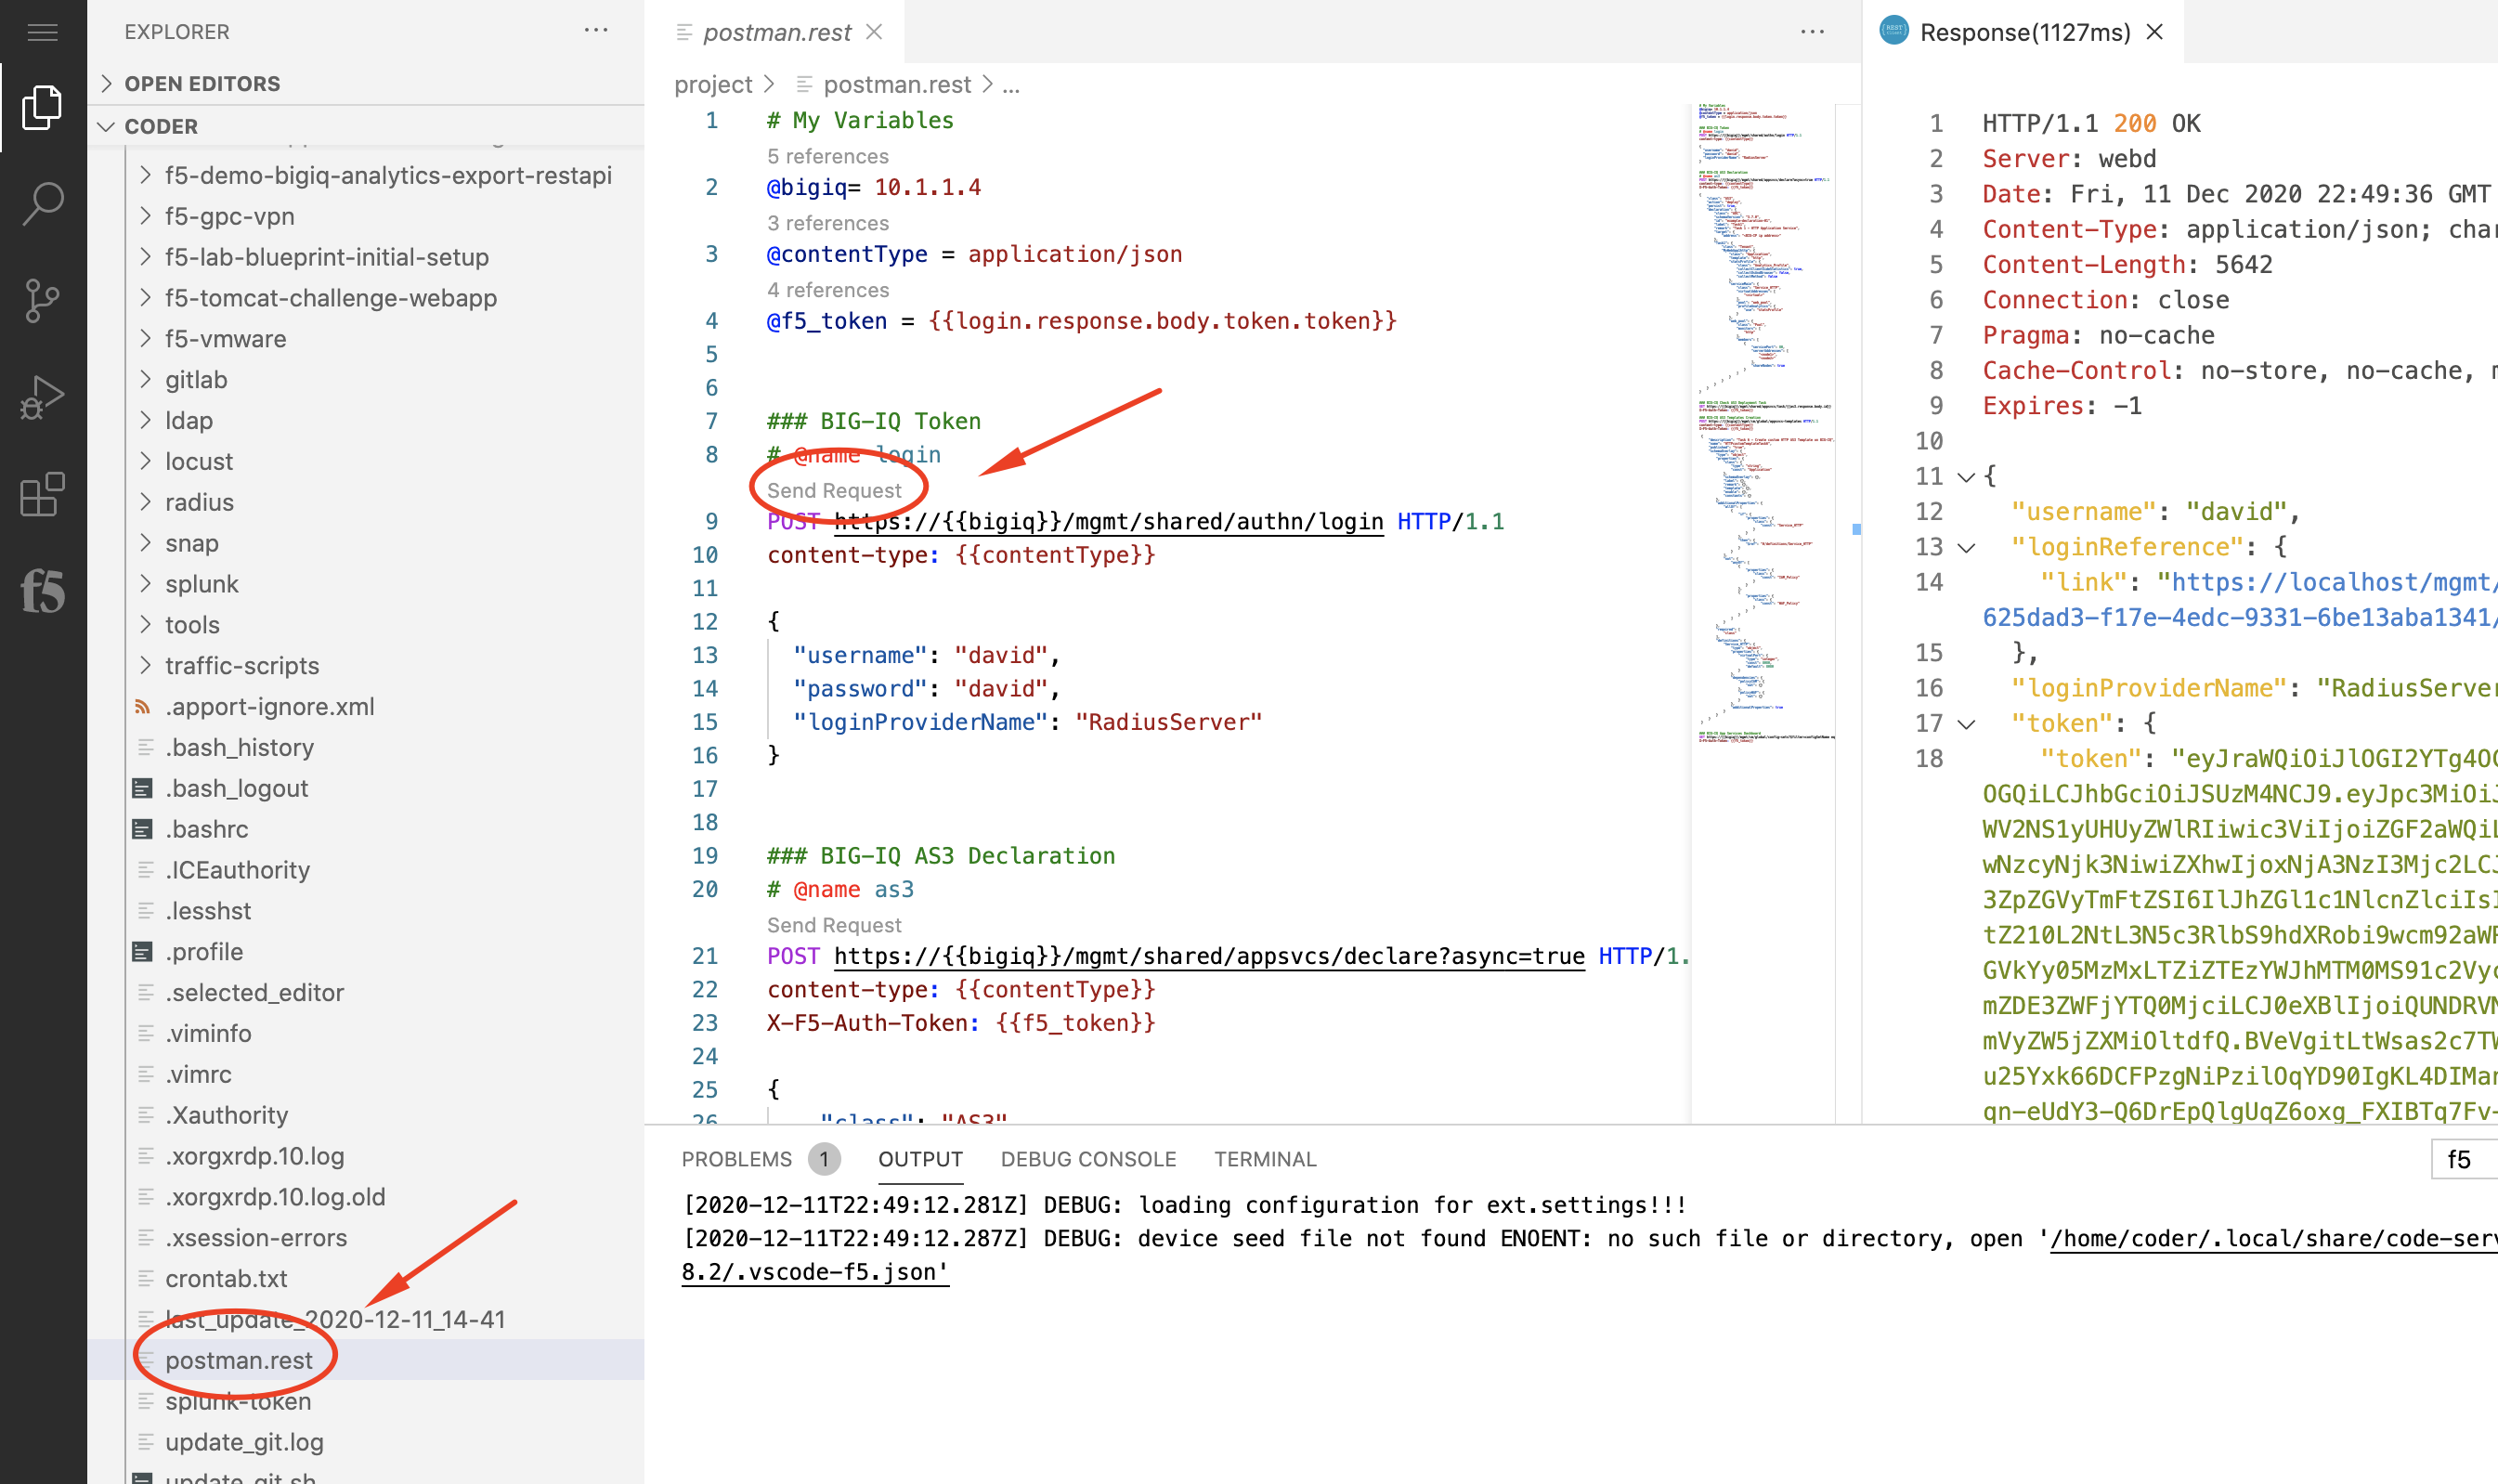 EXPLORER
OPEN EDITORS
CODER
f5-demo-bigiq-analytics-export-restapi
f5-gpc-vpn
f5-lab-blueprint-initial-setup
f5-tomcat-challenge-webapp
f5-vmware
gitlab
ldap
locust
radius
snap
splunk
tools
traffic-scripts
.apport-ignore.xml
.bash_history
.bash_logout
.bashrc
.ICEauthority
.lesshst
.profile
.selected_editor
.viminfo
.vimrc
.Xauthority
.xorgxrdp.10.log
.xorgxrdp.10.log.old
.xsession-errors
crontab.txt
last_update_2020-12-11_14-41
postman.rest
splunk-token
update_git.log
update_git.sh
f5
postman.rest
project > postman.rest > ...
1 # My Variables
5 references
2 @bigiq= 10.1.1.4
3 references
3 @contentType = application/json
4 references
4 @f5_token = {{login.response.body.token.token}}
5
6
7 ### BIG-IQ Token
8 # @name login
Send Request
9 POST https://{{bigiq}}/mgmt/shared/authn/login HTTP/1.1
10 content-type: {{contentType}}
11
12 {
13 "username": "david",
14 "password": "david",
15 "loginProviderName": "RadiusServer"
16 }
17
18
19 ### BIG-IQ AS3 Declaration
20 # @name as3
Send Request
21 POST https://{{bigiq}}/mgmt/shared/appsvcs/declare?async=true HTTP/1.
22 content-type: {{contentType}}
23 X-F5-Auth-Token: {{f5_token}}
24
25 {
26 "class": "AS3"
Response(1127ms)
1 HTTP/1.1 200 OK
2 Server: webd
3 Date: Fri, 11 Dec 2020 22:49:36 GMT
4 Content-Type: application/json; char
5 Content-Length: 5642
6 Connection: close
7 Pragma: no-cache
8 Cache-Control: no-store, no-cache, m
9 Expires: -1
10
11 {
12 "username": "david",
13 "loginReference": {
14 "link": "https://localhost/mgmt/
625dad3-f17e-4edc-9331-6be13aba1341/
15 },
16 "loginProviderName": "RadiusServer
17 "token": {
18 "token": "eyJraWQiOiJlOGI2YTg4OC
OGQiLCJhbGciOiJSUzM4NCJ9.eyJpc3MiOiJ
WV2NS1yUHUyZWlRIiwic3ViIjoiZGF2aWQiL
wNzcyNjk3NiwiZXhwIjoxNjA3NzI3Mjc2LCJ
3ZpZGVyTmFtZSI6IlJhZGl1c1NlcnZlciIsI
tZ210L2NtL3N5c3RlbS9hdXRobi9wcm92aWR
GVkYy05MzMxLTZiZTEzYWJhMTM0MS91c2Vyc
mZDE3ZWFjYTQ0MjciLCJ0eXBlIjoiQUNDRVN
mVyZW5jZXMiOltdfQ.BVeVgitLtWsas2c7TW
u25Yxk66DCFPzgNiPzilOqYD90IgKL4DIMar
qn-eUdY3-Q6DrEpQlgUqZ6oxg_FXIBTq7Fv-
PROBLEMS 1 OUTPUT DEBUG CONSOLE TERMINAL
f5
[2020-12-11T22:49:12.281Z] DEBUG: loading configuration for ext.settings!!!
[2020-12-11T22:49:12.287Z] DEBUG: device seed file not found ENOENT: no such file or directory, open '/home/coder/.local/share/code-serv
8.2/.vscode-f5.json'